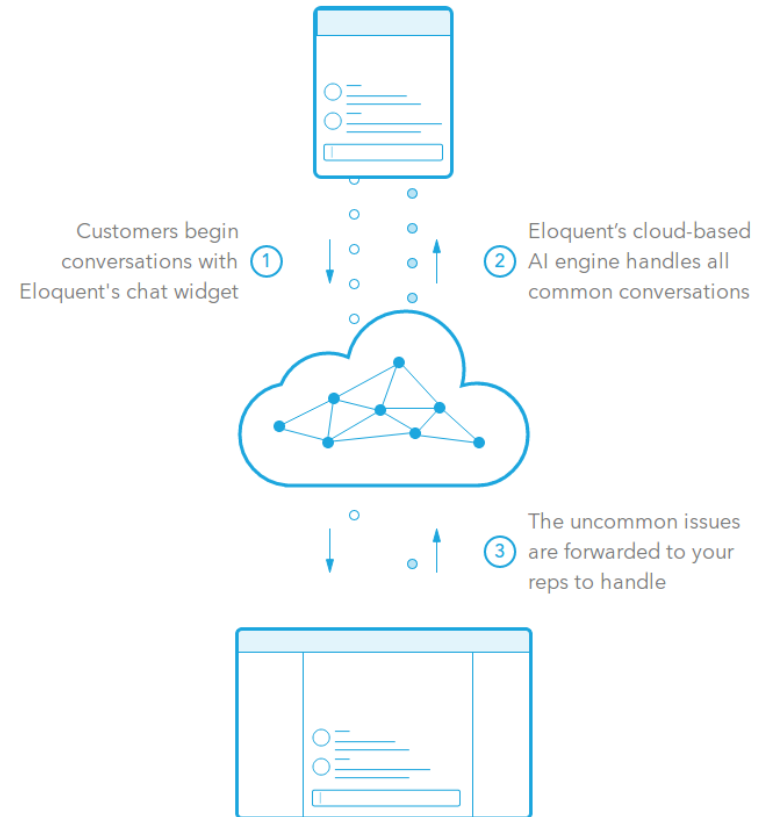 Customers begin
conversations with
Eloquent's chat widget
1
2
Eloquent’s cloud-based
AI engine handles all
common conversations
3
The uncommon issues
are forwarded to your
reps to handle